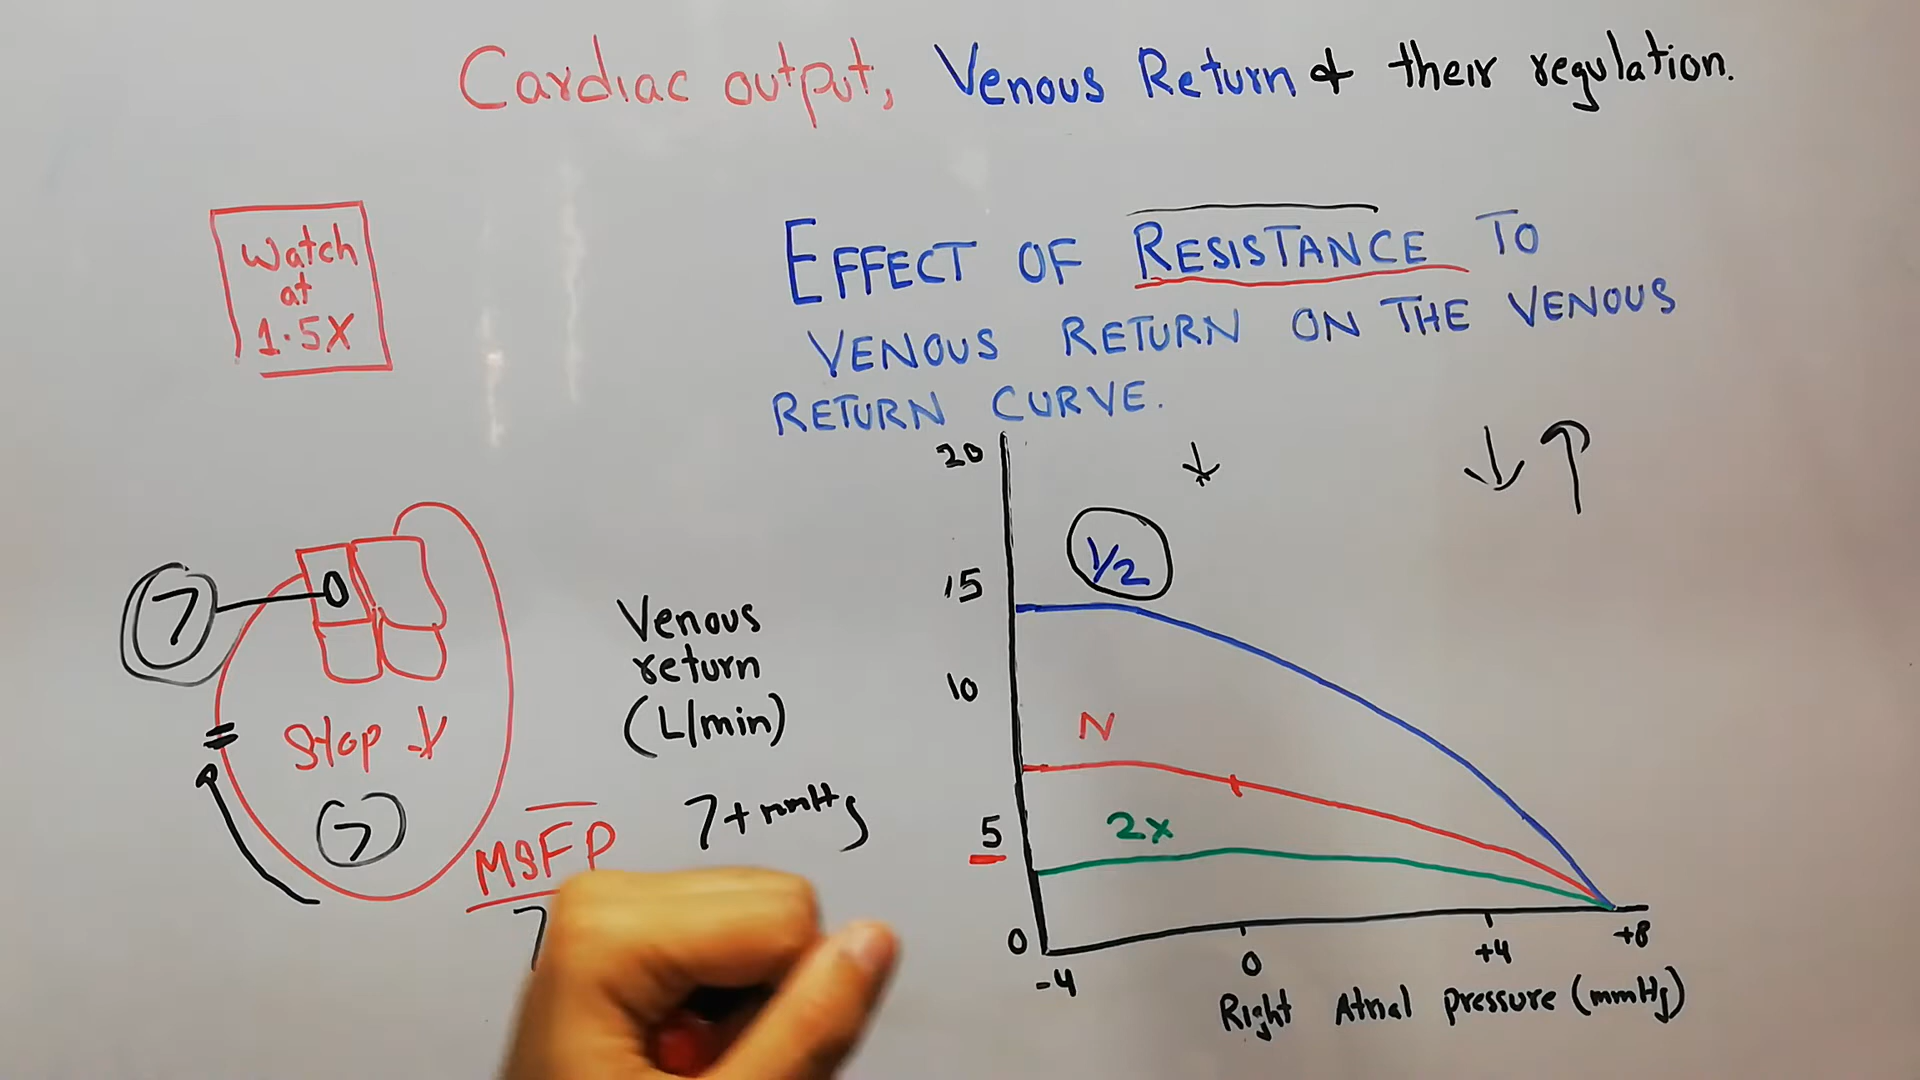 Cardiac output, Venous Return & their regulation.
Watch
at
1.5X
EFFECT OF RESISTANCE TO
VENOUS RETURN ON THE VENOUS
RETURN CURVE.
20
15
10
5
0
1/2
N
2x
-4
0
+4
+8
Right Atrial pressure (mmHg)
Venous
return
(L/min)
7+ mmHg
7
0
Stop
7
MSFP
7